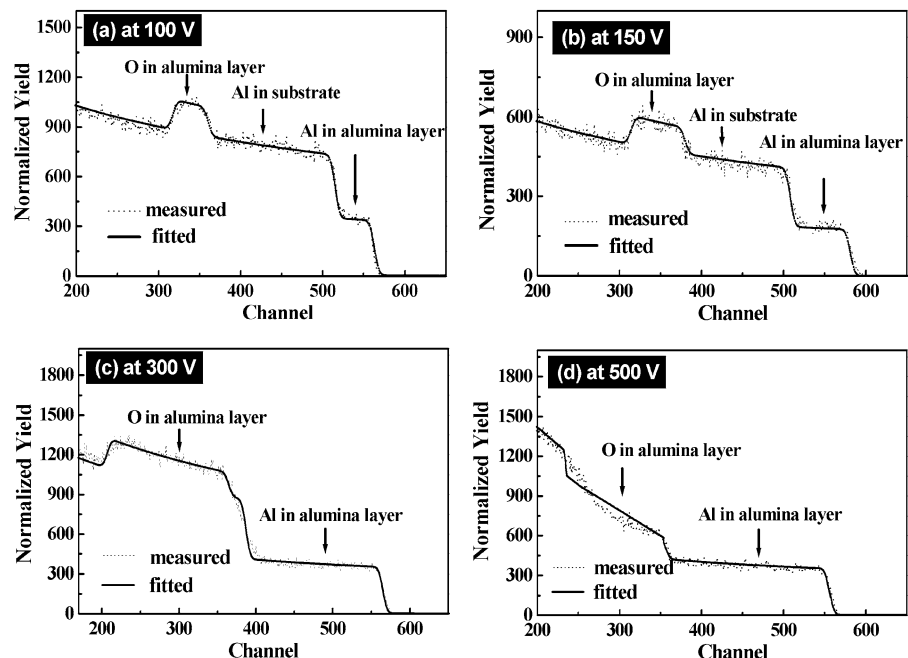 (a) at 100 V
1500
1200
900
600
300
0
Normalized Yield
O in alumina layer
Al in substrate
Al in alumina layer
measured
fitted
200 300 400 500 600
Channel
(b) at 150 V
900
600
300
0
Normalized Yield
O in alumina layer
Al in substrate
Al in alumina layer
measured
fitted
200 300 400 500 600
Channel
(c) at 300 V
1800
1500
1200
900
600
300
0
Normalized Yield
O in alumina layer
Al in alumina layer
measured
fitted
200 300 400 500 600
Channel
(d) at 500 V
1800
1500
1200
900
600
300
0
Normalized Yield
O in alumina layer
Al in alumina layer
measured
fitted
200 300 400 500 600
Channel